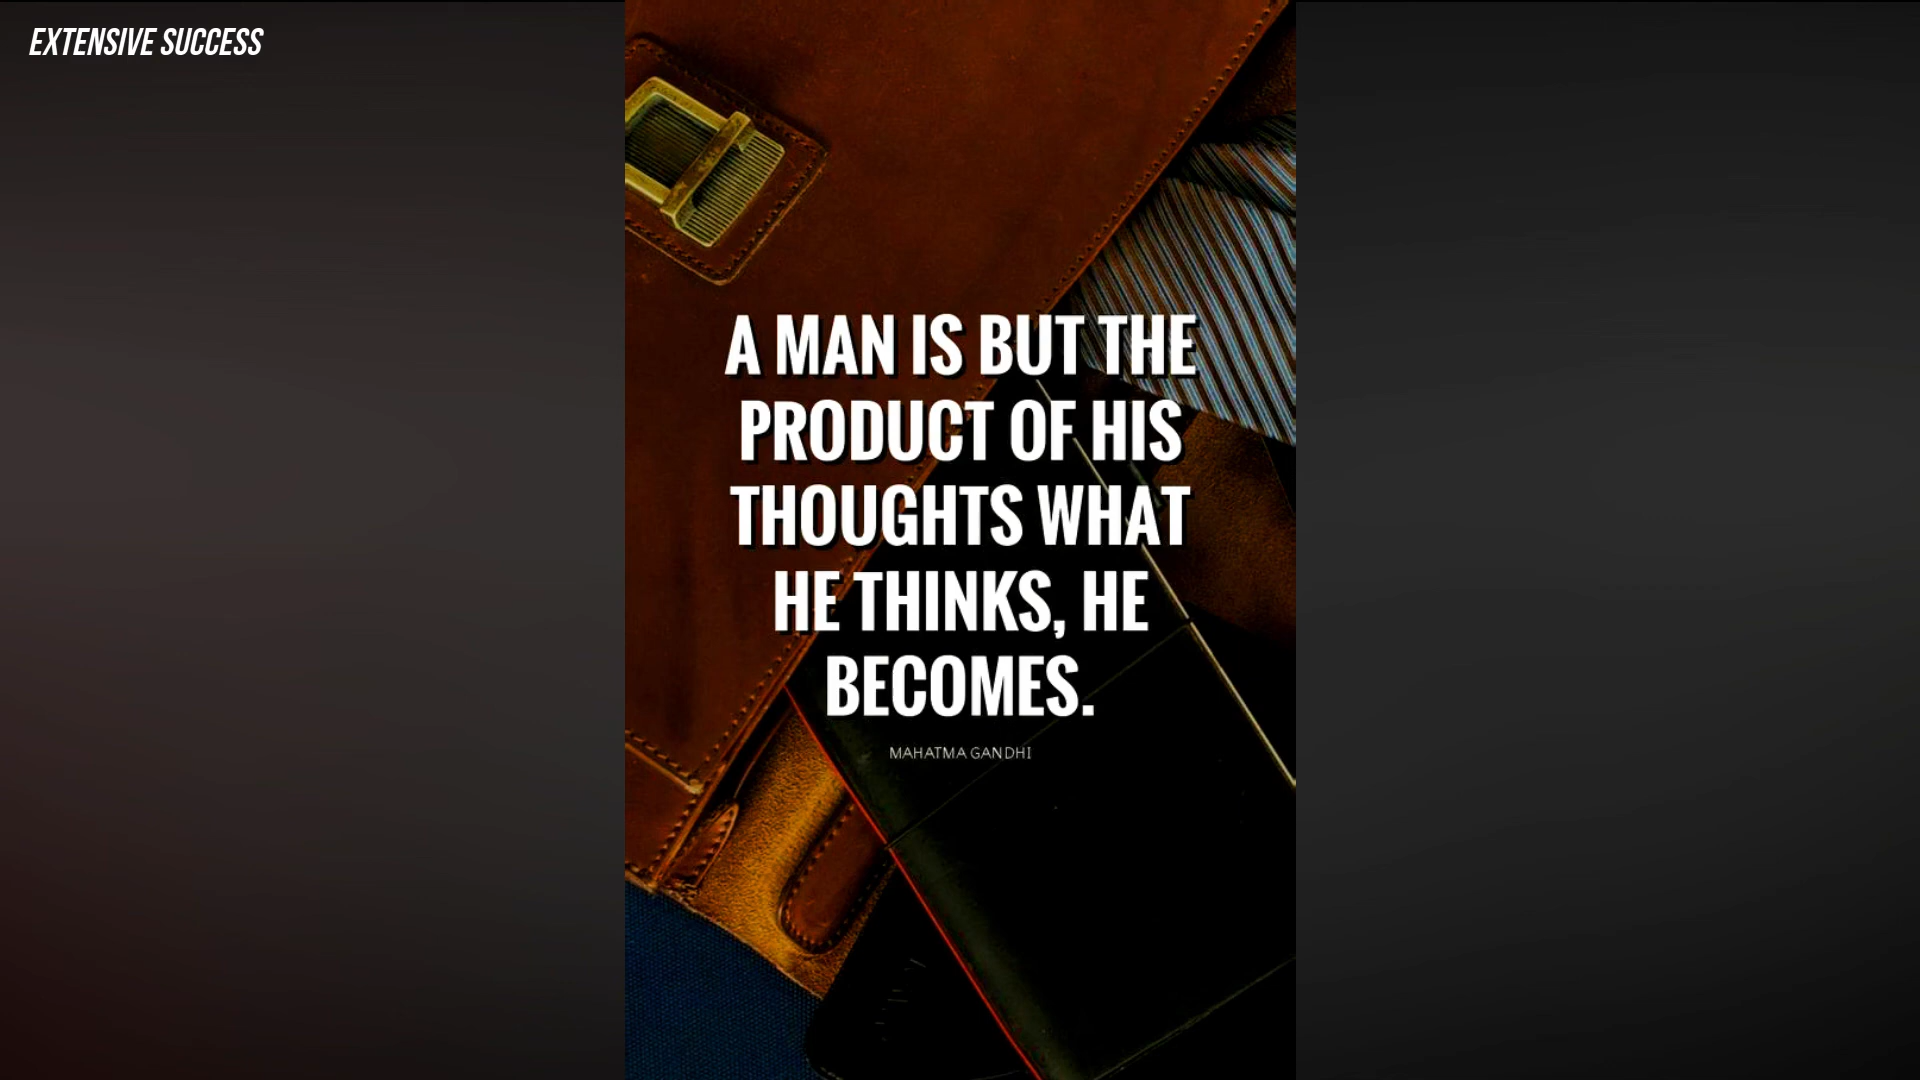 EXTENSIVE SUCCESS
A MAN IS BUT THE
PRODUCT OF HIS
THOUGHTS WHAT
HE THINKS, HE
BECOMES.
MAHATMA GANDHI